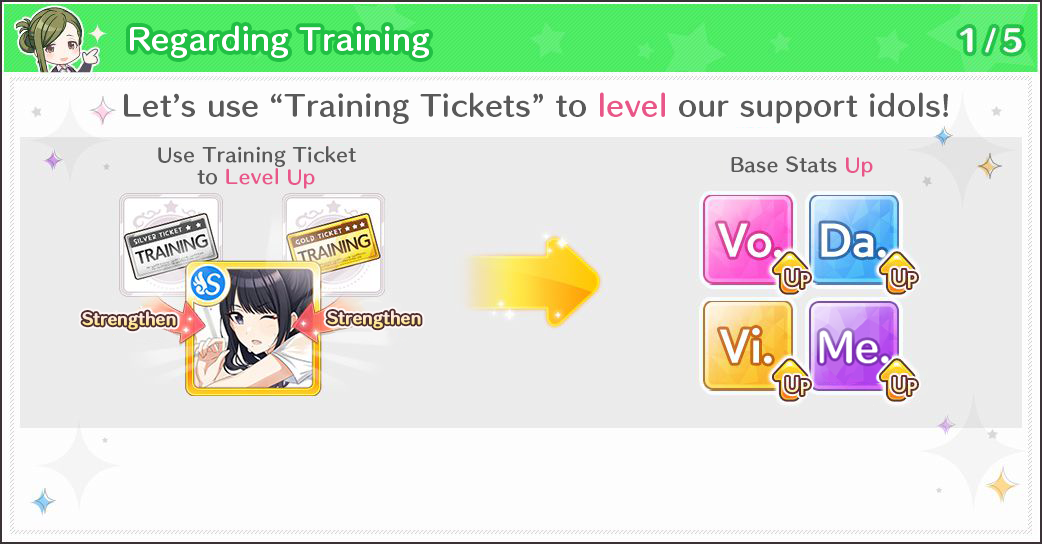 Regarding Training
1/5
Let's use “Training Tickets” to level our support idols!
Use Training Ticket
to Level Up
SILVER TICKET ★★
TRAINING
GOLD TICKET ★★★
TRAINING
S
Strengthen
Strengthen
Base Stats Up
Vo.
UP
Da.
UP
Vi.
UP
Me.
UP